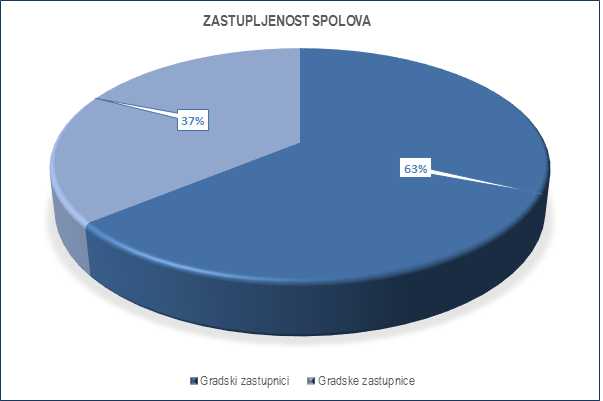 ZASTUPLJENOST SPOLOVA
37%
63%
Gradski zastupnici Gradske zastupnice